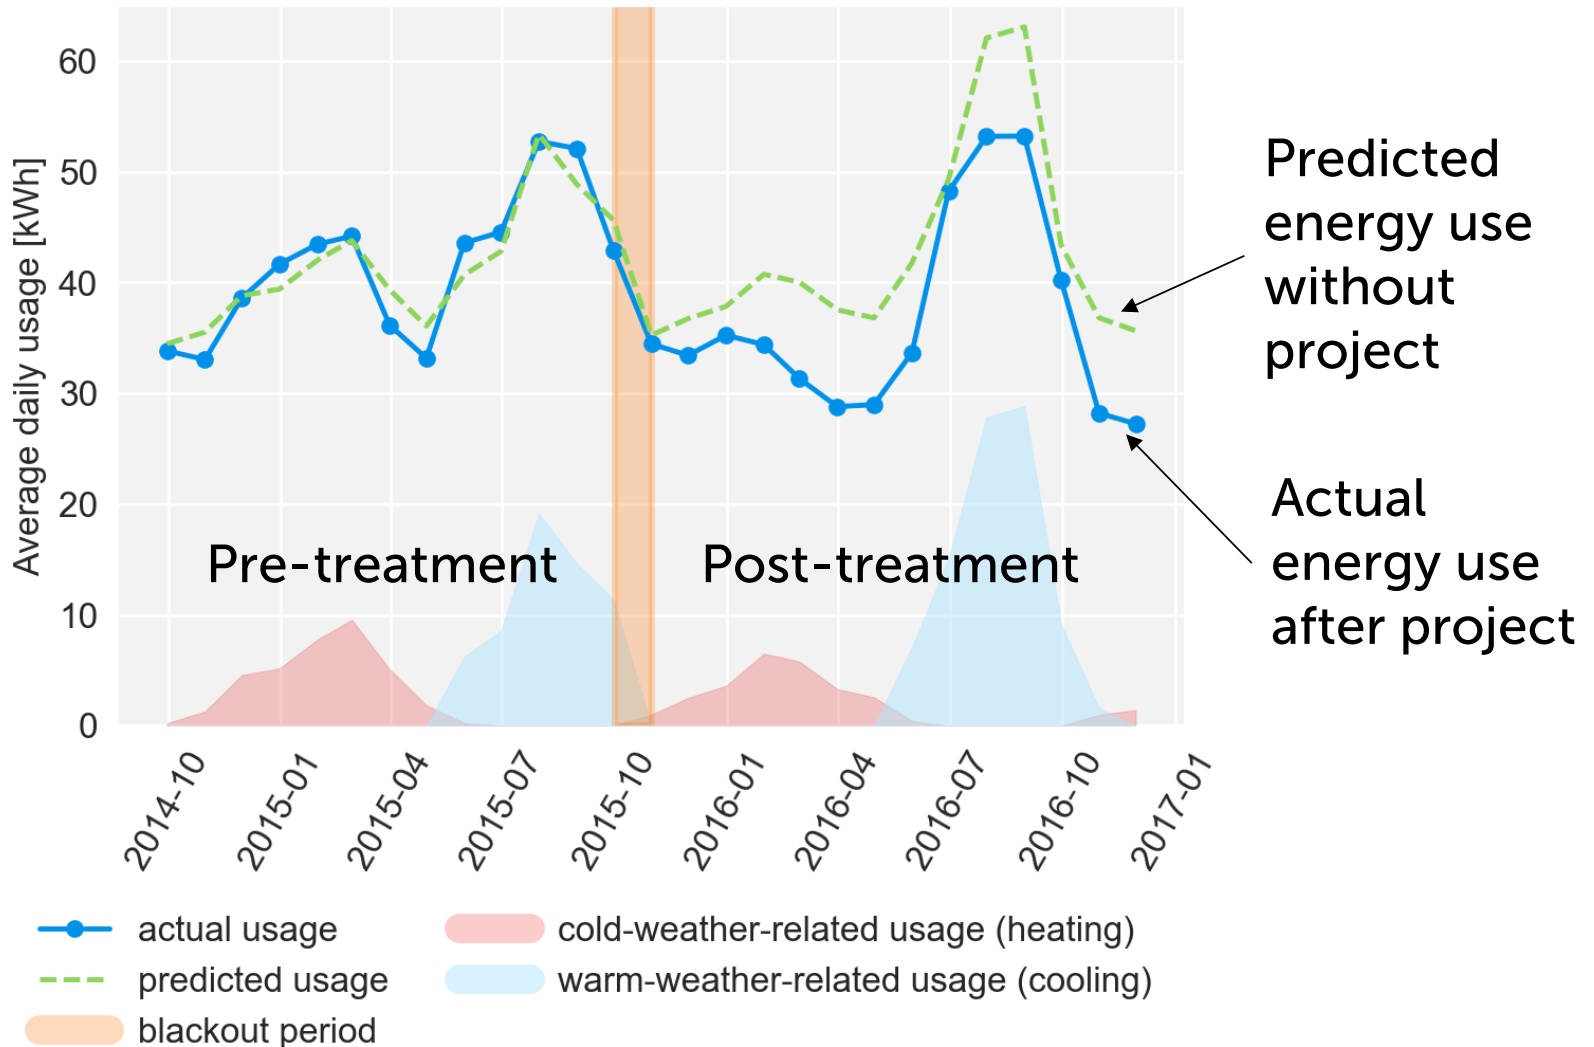 Average daily usage [kWh]
60
50
40
30
20
10
0
Pre-treatment
Post-treatment
2014-10
2015-01
2015-04
2015-07
2015-10
2016-01
2016-04
2016-07
2016-10
2017-01
Predicted
energy use
without
project
Actual
energy use
after project
actual usage
predicted usage
blackout period
cold-weather-related usage (heating)
warm-weather-related usage (cooling)